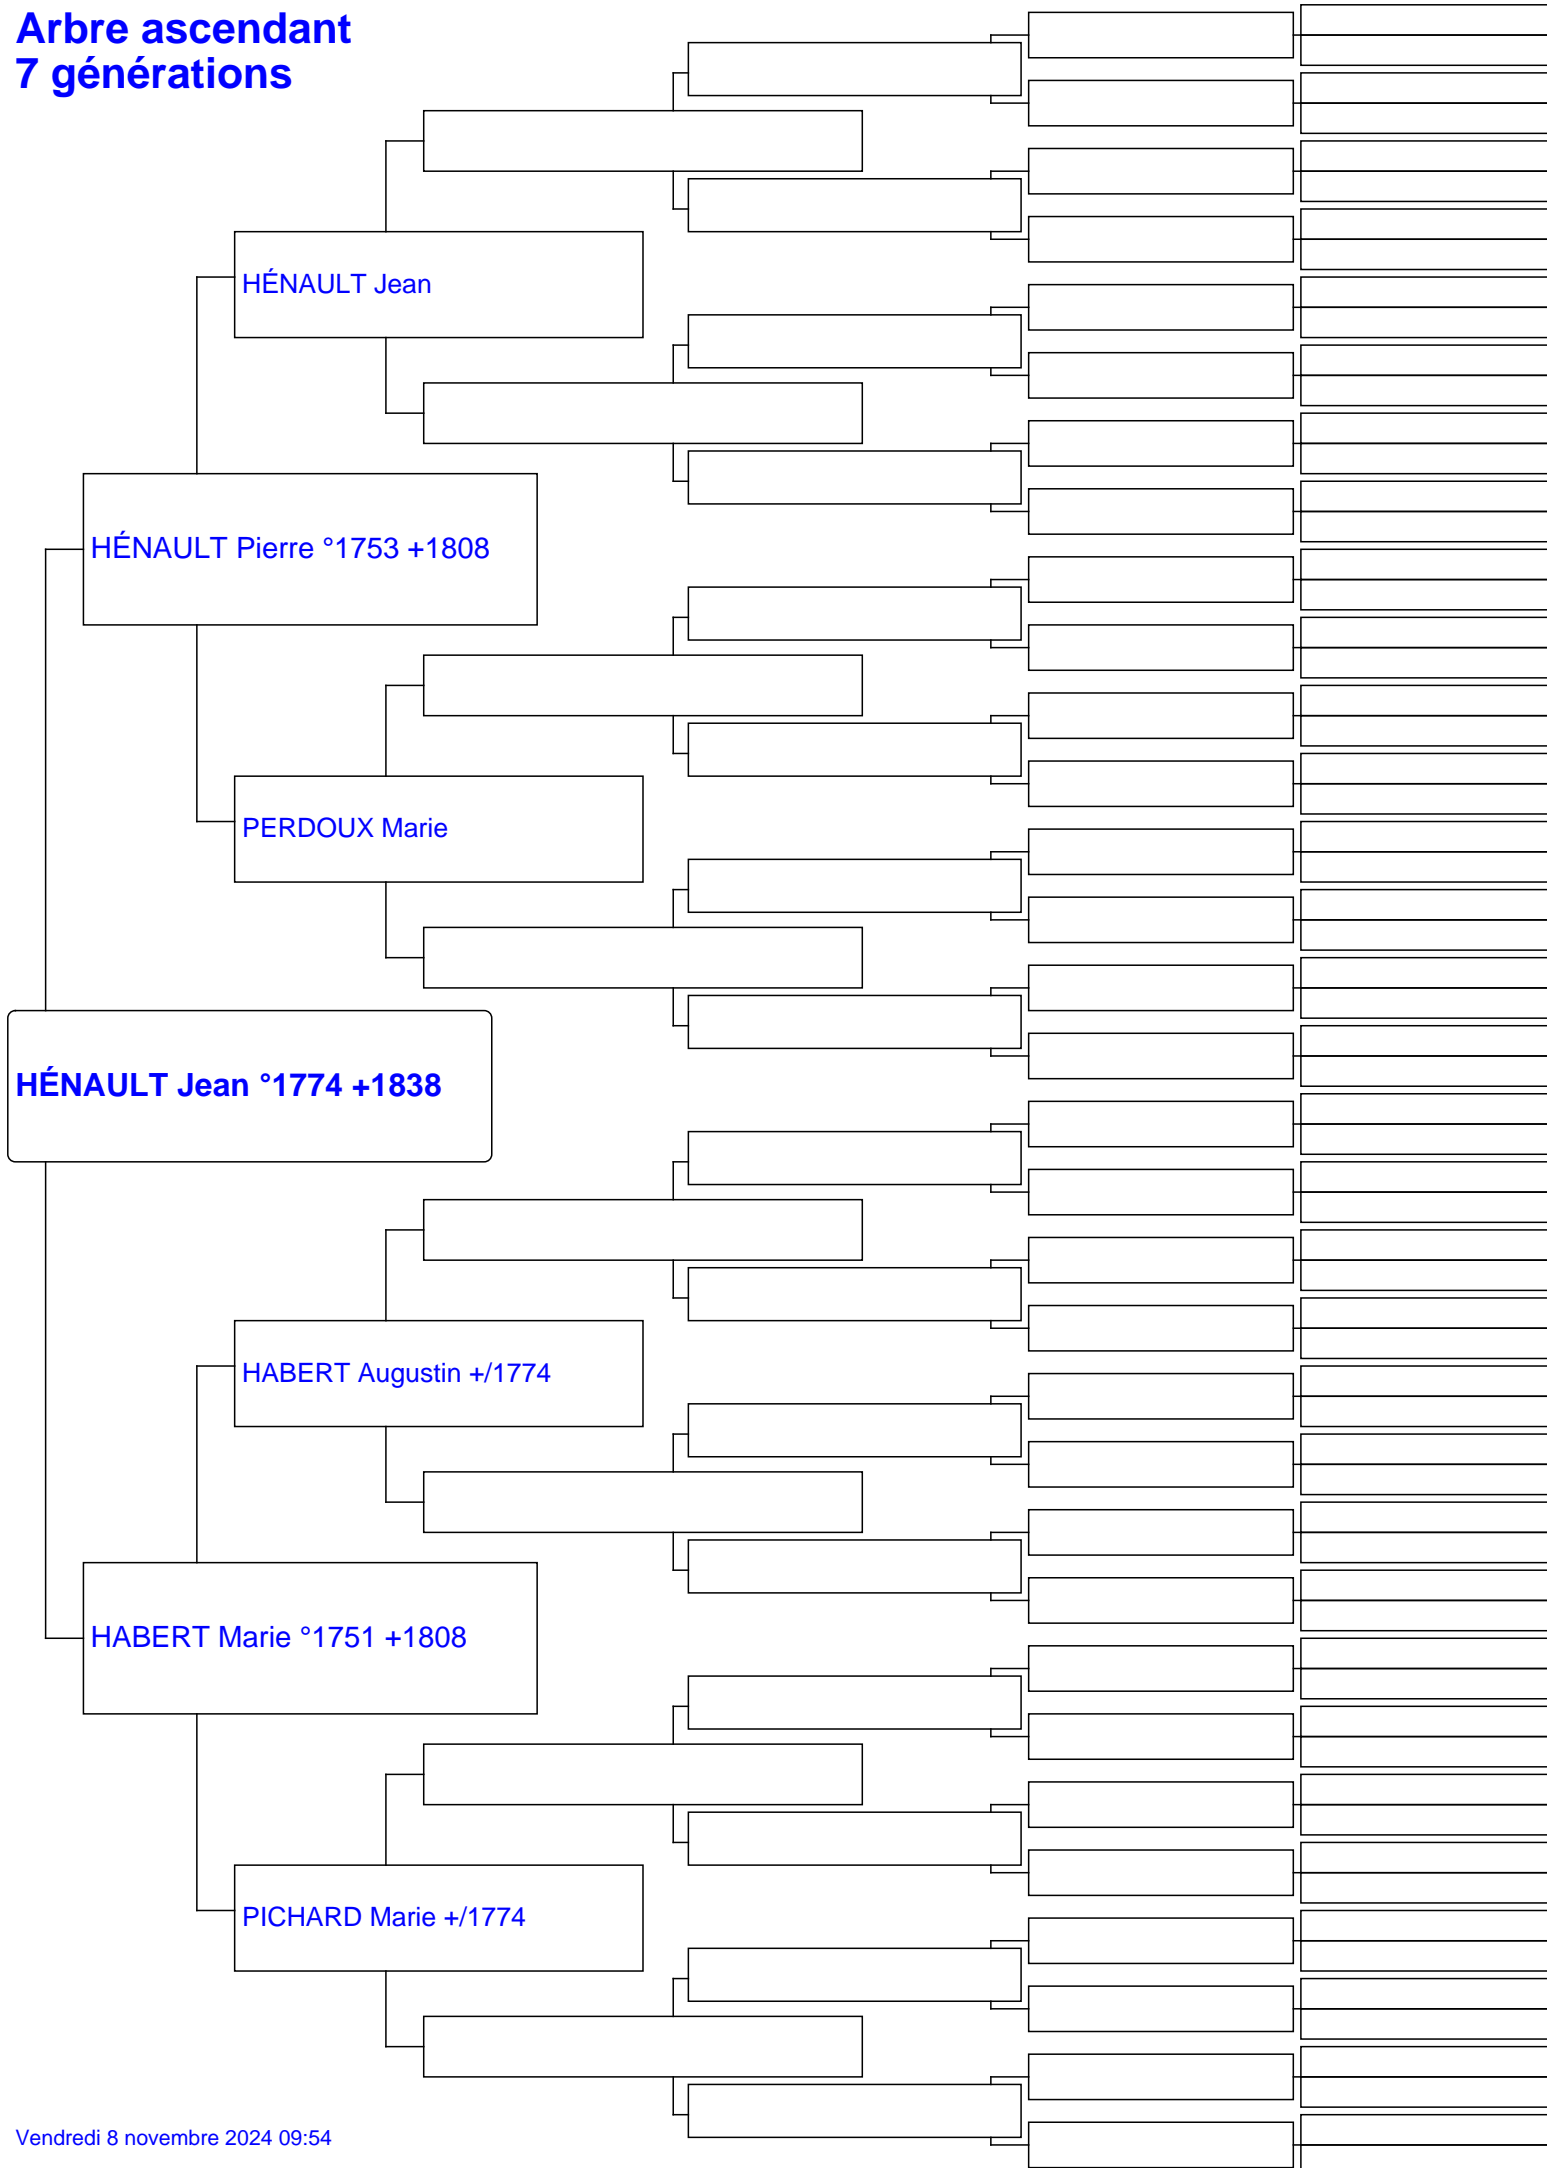 Arbre ascendant
7 générations
HÉNAULT Jean
HÉNAULT Pierre °1753 +1808
PERDOUX Marie
HÉNAULT Jean °1774 +1838
HABERT Augustin +/1774
HABERT Marie °1751 +1808
PICHARD Marie +/1774
Vendredi 8 novembre 2024 09:54